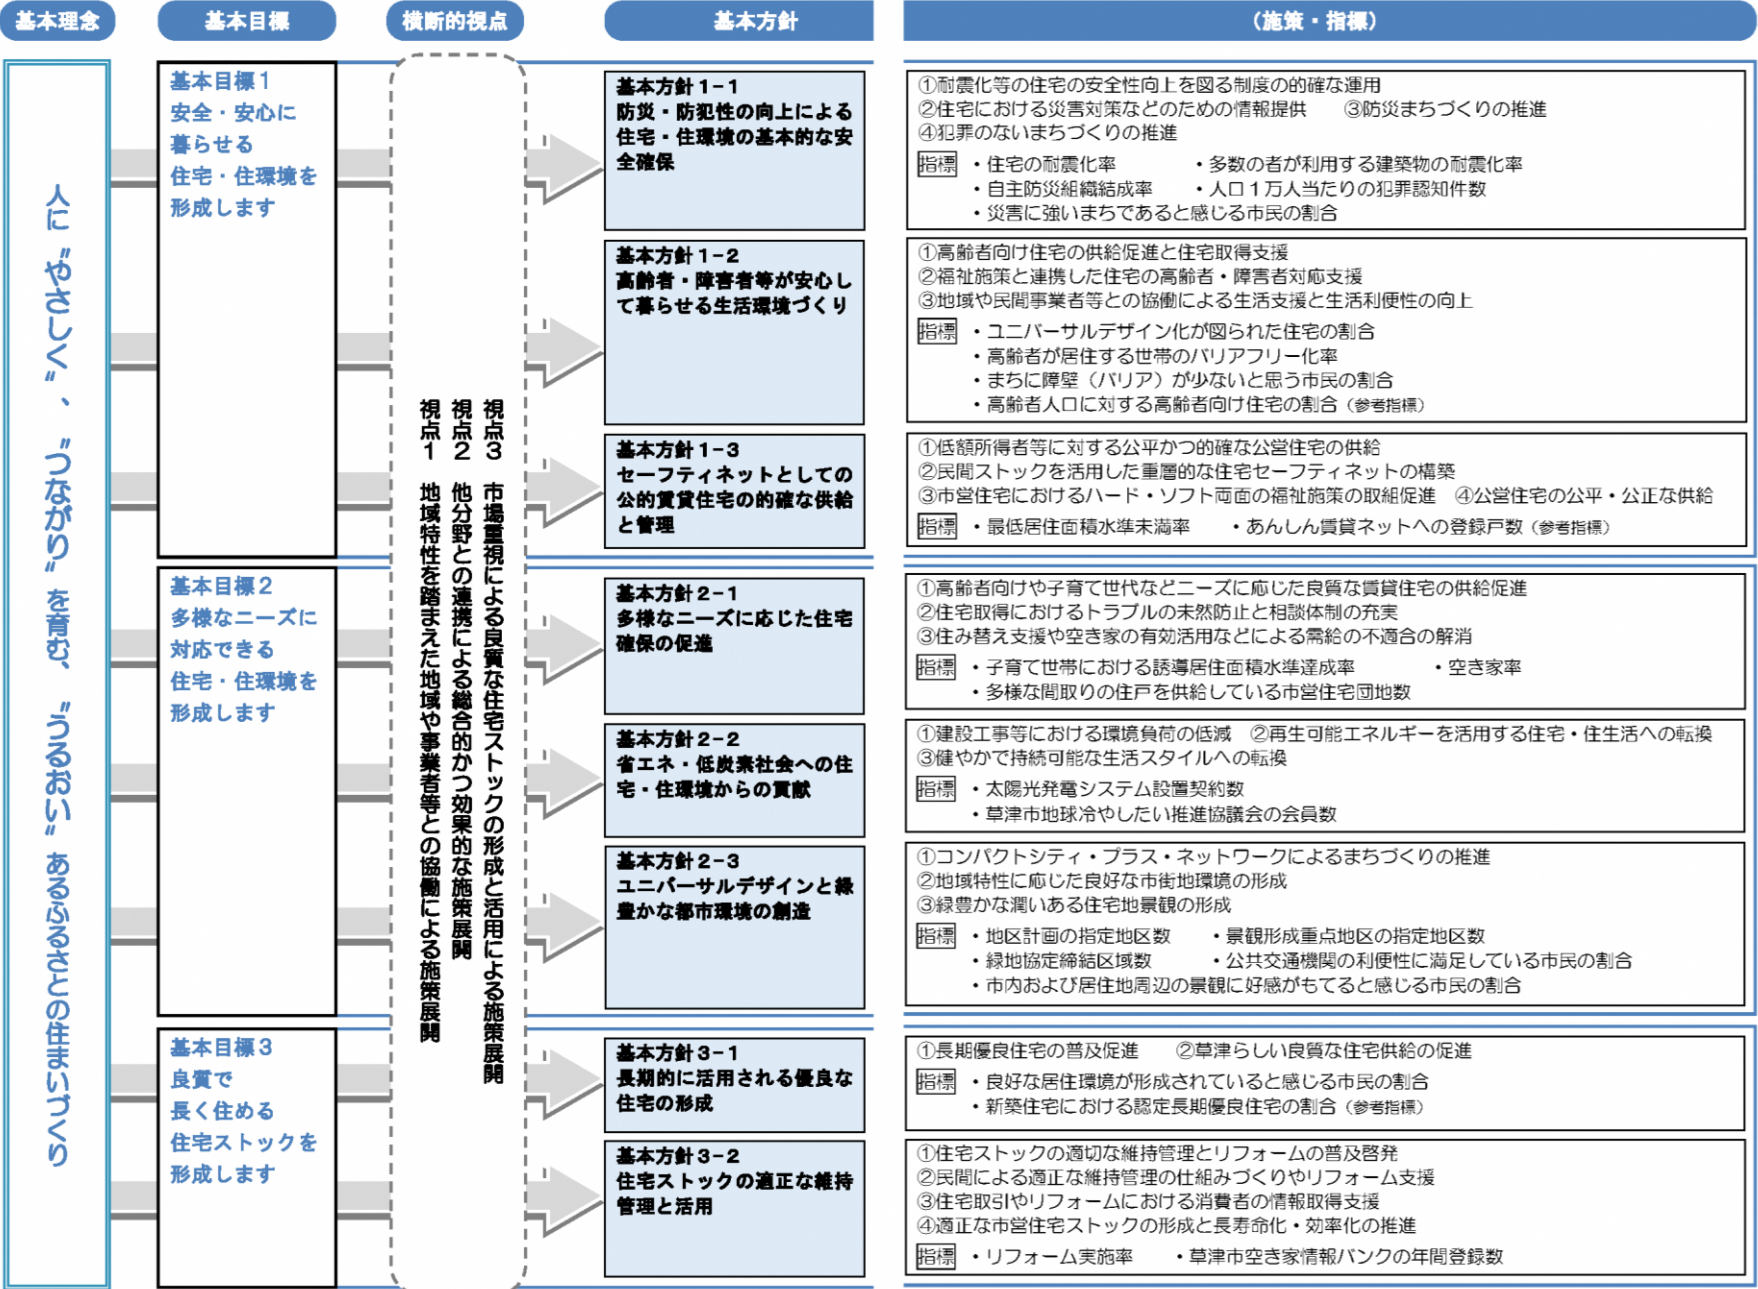 基本理念
基本目標
横断的視点
基本方針
（施策・指標）
人に〝やさしく〟、〝つながり〟を育む、〝うるおい〟あるふるさとの住まいづくり
基本目標１
安全・安心に
暮らせる
住宅・住環境を
形成します
基本目標２
多様なニーズに
対応できる
住宅・住環境を
形成します
基本目標３
良質で
長く住める
住宅ストックを
形成します
視点３　市場重視による良質な住宅ストックの形成と活用による施策展開
視点２　他分野との連携による総合的かつ効果的な施策展開
視点１　地域特性を踏まえた地域や事業者等との協働による施策展開
基本方針１−１
防災・防犯性の向上による
住宅・住環境の基本的な安
全確保
①耐震化等の住宅の安全性向上を図る制度の的確な運用
②住宅における災害対策などのための情報提供　③防災まちづくりの推進
④犯罪のないまちづくりの推進
指標　・住宅の耐震化率　・多数の者が利用する建築物の耐震化率
・自主防災組織結成率　・人口１万人当たりの犯罪認知件数
・災害に強いまちであると感じる市民の割合
基本方針１−２
高齢者・障害者等が安心し
て暮らせる生活環境づくり
①高齢者向け住宅の供給促進と住宅取得支援
②福祉施策と連携した住宅の高齢者・障害者対応支援
③地域や民間事業者等との協働による生活支援と生活利便性の向上
指標　・ユニバーサルデザイン化が図られた住宅の割合
・高齢者が居住する世帯のバリアフリー化率
・まちに障壁（バリア）が少ないと思う市民の割合
・高齢者人口に対する高齢者向け住宅の割合（参考指標）
基本方針１−３
セーフティネットとしての
公的賃貸住宅の的確な供給
と管理
①低額所得者等に対する公平かつ的確な公営住宅の供給
②民間ストックを活用した重層的な住宅セーフティネットの構築
③市営住宅におけるハード・ソフト両面の福祉施策の取組促進　④公営住宅の公平・公正な供給
指標　・最低居住面積水準未満率　・あんしん賃貸ネットへの登録戸数（参考指標）
基本方針２−１
多様なニーズに応じた住宅
確保の促進
①高齢者向けや子育て世代などニーズに応じた良質な賃貸住宅の供給促進
②住宅取得におけるトラブルの未然防止と相談体制の充実
③住み替え支援や空き家の有効活用などによる需給の不適合の解消
指標　・子育て世帯における誘導居住面積水準達成率　・空き家率
・多様な間取りの住戸を供給している市営住宅団地数
基本方針２−２
省エネ・低炭素社会への住
宅・住環境からの貢献
①建設工事等における環境負荷の低減　②再生可能エネルギーを活用する住宅・住生活への転換
③健やかで持続可能な生活スタイルへの転換
指標　・太陽光発電システム設置契約数
・草津市地球冷やしたい推進協議会の会員数
基本方針２−３
ユニバーサルデザインと緑
豊かな都市環境の創造
①コンパクトシティ・プラス・ネットワークによるまちづくりの推進
②地域特性に応じた良好な市街地環境の形成
③緑豊かな潤いある住宅地景観の形成
指標　・地区計画の指定地区数　・景観形成重点地区の指定地区数
・緑地協定締結区域数　・公共交通機関の利便性に満足している市民の割合
・市内および居住地周辺の景観に好感がもてると感じる市民の割合
基本方針３−１
長期的に活用される優良な
住宅の形成
①長期優良住宅の普及促進　②草津らしい良質な住宅供給の促進
指標　・良好な居住環境が形成されていると感じる市民の割合
・新築住宅における認定長期優良住宅の割合（参考指標）
基本方針３−２
住宅ストックの適正な維持
管理と活用
①住宅ストックの適切な維持管理とリフォームの普及啓発
②民間による適正な維持管理の仕組みづくりやリフォーム支援
③住宅取引やリフォームにおける消費者の情報取得支援
④適正な市営住宅ストックの形成と長寿命化・効率化の推進
指標　・リフォーム実施率　・草津市空き家情報バンクの年間登録数